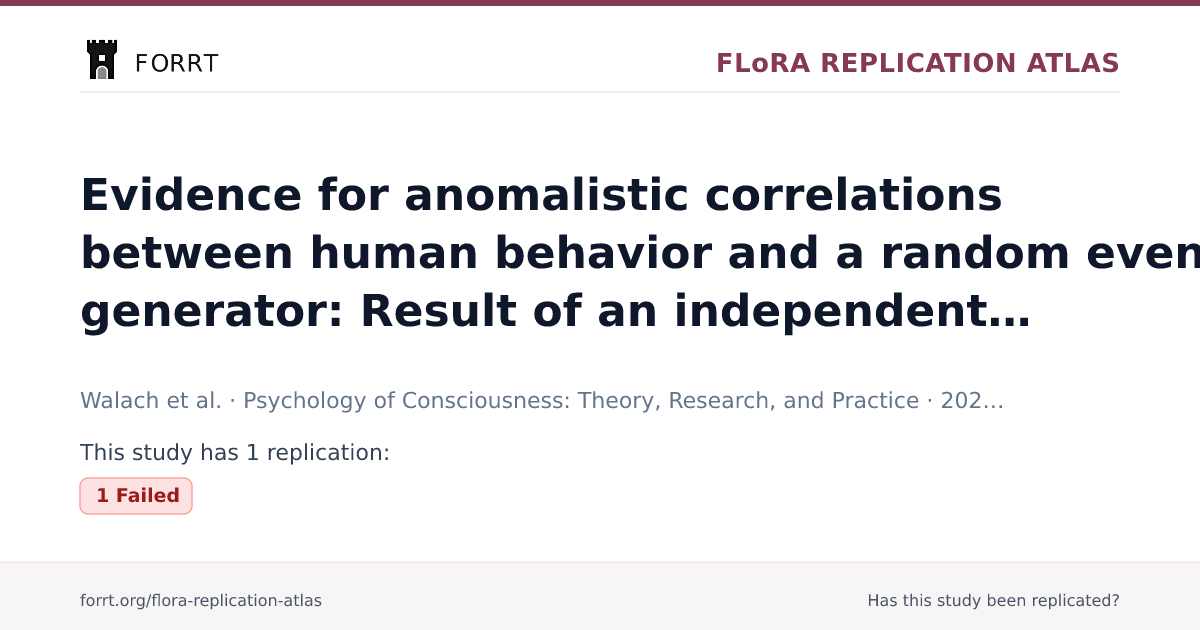 FORRT
FLoRA REPLICATION ATLAS
Evidence for anomalistic correlations
between human behavior and a random even
generator: Result of an independent…
Walach et al. · Psychology of Consciousness: Theory, Research, and Practice · 202…
This study has 1 replication:
1 Failed
forrt.org/flora-replication-atlas
Has this study been replicated?